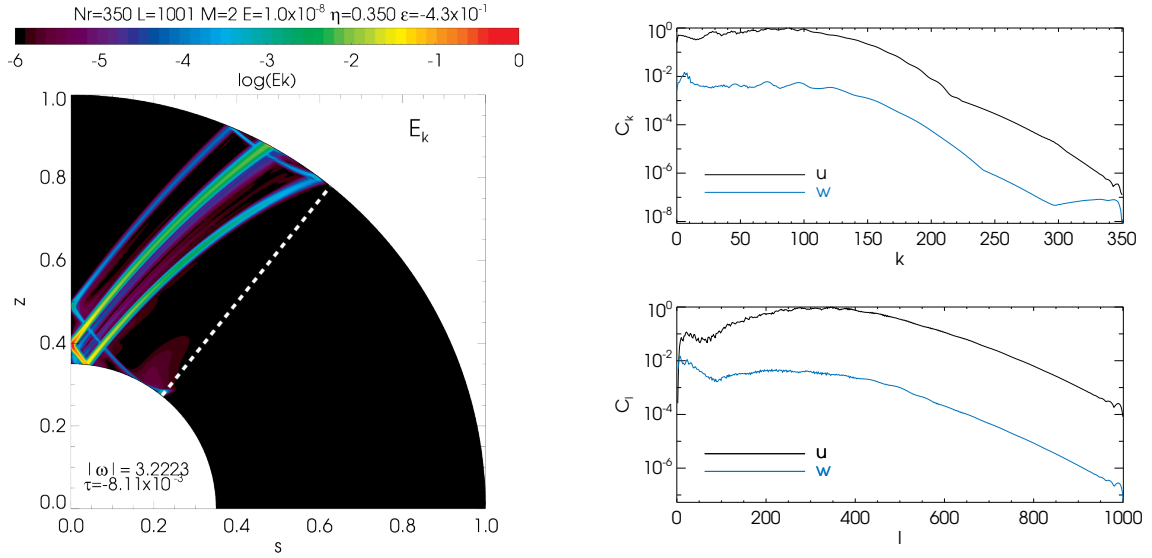 Nr=350 L=1001 M=2 E=1.0x10⁻⁸ η=0.350 ε=-4.3x10⁻¹
-6 -5 -4 -3 -2 -1 0
log(Ek)
1.0
0.8
0.6
0.4
0.2
0.0
z
E_k
|ω| = 3.2223
τ=-8.11x10⁻³
0.0 0.2 0.4 0.6 0.8 1.0
s
10⁰
10⁻²
10⁻⁴
10⁻⁶
10⁻⁸
C_k
u
w
0 50 100 150 200 250 300 350
k
10⁰
10⁻²
10⁻⁴
10⁻⁶
C_l
u
w
0 200 400 600 800 1000
l